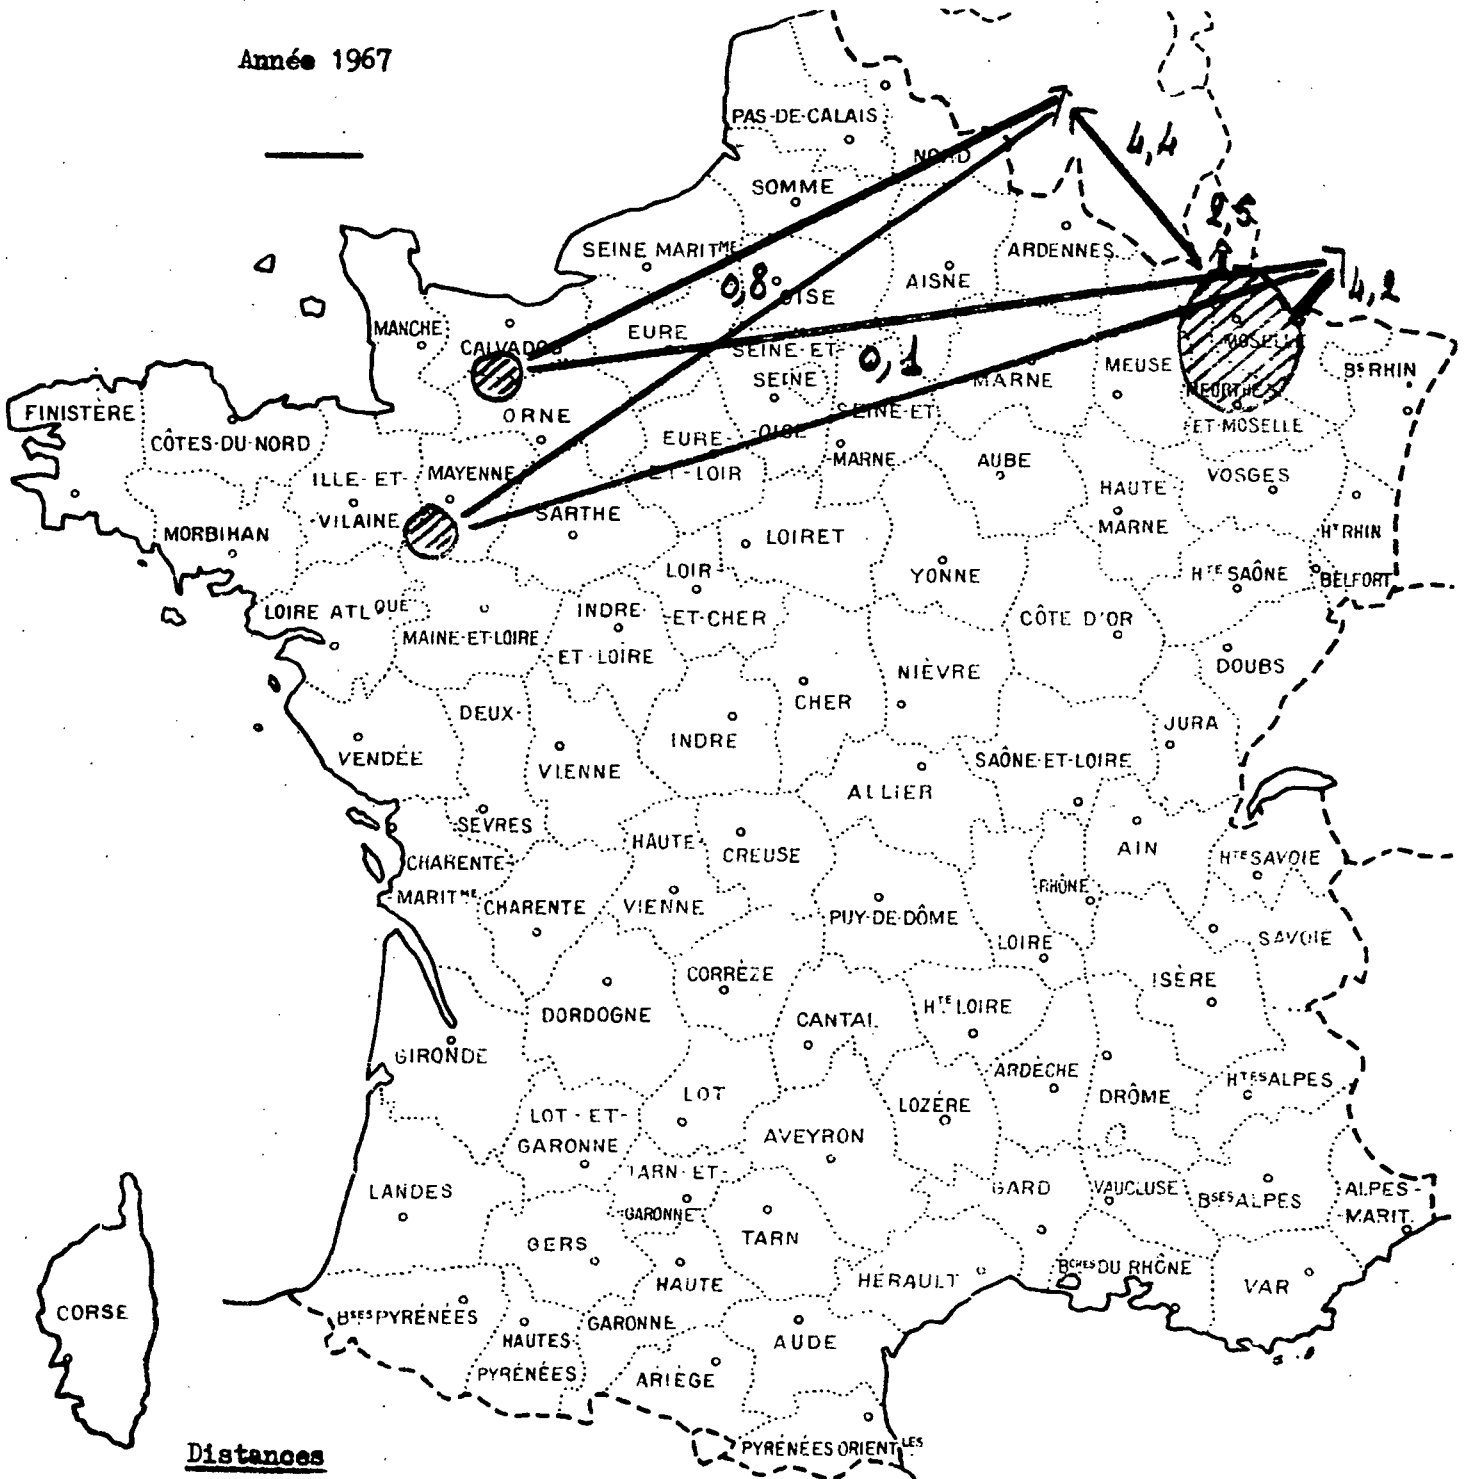 Année 1967
PAS-DE-CALAIS
4,4
NORD
SOMME
2,5
SEINE MARITME
ARDENNES
OISE
AISNE
0,8
4,2
MANCHE
EURE
CALVADOS
SEINE-ET-
0,1
MOSELLE
SEINE
MARNE
MEUSE
BS RHIN
FINISTÈRE
ORNE
-OISE
SEINE-ET
MEURTHE
ET-MOSELLE
CÔTES-DU-NORD
EURE-
ILLE-ET-
MAYENNE
ET-LOIR
-MARNE
AUBE
VOSGES
HAUTE-
VILAINE
SARTHE
MARNE
MORBIHAN
LOIRET
HT RHIN
LOIR-
YONNE
HTE SAÔNE
BELFORT
LOIRE ATLQUE
INDRE-
-ET-CHER
CÔTE D'OR
MAINE-ET-LOIRE
-ET-LOIRE
NIÈVRE
DOUBS
DEUX-
CHER
JURA
VENDÉE
VIENNE
INDRE
SAÔNE-ET-LOIRE
ALLIER
-SÈVRES
HAUTE-
CREUSE
AIN
HTE SAVOIE
CHARENTE-
MARITME
CHARENTE
VIENNE
PUY-DE-DÔME
RHÔNE
LOIRE
SAVOIE
CORRÈZE
ISÈRE
DORDOGNE
CANTAL
HTE LOIRE
GIRONDE
ARDÈCHE
DRÔME
HTES ALPES
LOT-ET-
LOT
LOZÈRE
GARONNE
AVEYRON
TARN-ET-
LANDES
-GARONNE
GARD
VAUCLUSE
BSES ALPES
ALPES-
-MARIT.
GERS
TARN
HAUTE
HÉRAULT
BCHES DU RHÔNE
VAR
CORSE
BSES PYRÉNÉES
HAUTES-
GARONNE
AUDE
PYRÉNÉES
ARIÈGE
PYRÉNÉES ORIENTLES
Distances